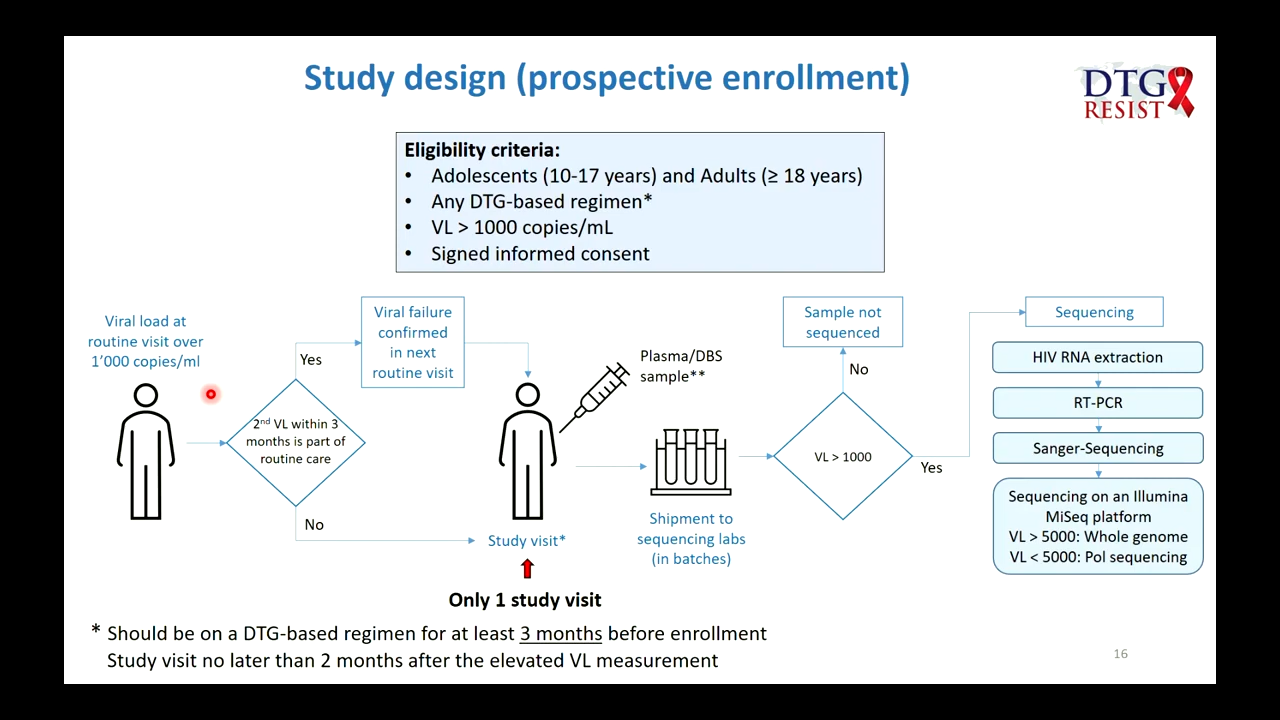 Study design (prospective enrollment)
DTG
RESIST
Eligibility criteria:
• Adolescents (10-17 years) and Adults (≥ 18 years)
• Any DTG-based regimen*
• VL > 1000 copies/mL
• Signed informed consent
Viral load at
routine visit over
1’000 copies/ml
2nd VL within 3
months is part of
routine care
Yes
No
Viral failure
confirmed
in next
routine visit
Plasma/DBS
sample**
Study visit*
Only 1 study visit
Shipment to
sequencing labs
(in batches)
VL > 1000
No
Yes
Sample not
sequenced
Sequencing
HIV RNA extraction
RT-PCR
Sanger-Sequencing
Sequencing on an Illumina
MiSeq platform
VL > 5000: Whole genome
VL < 5000: Pol sequencing
* Should be on a DTG-based regimen for at least 3 months before enrollment
Study visit no later than 2 months after the elevated VL measurement
16